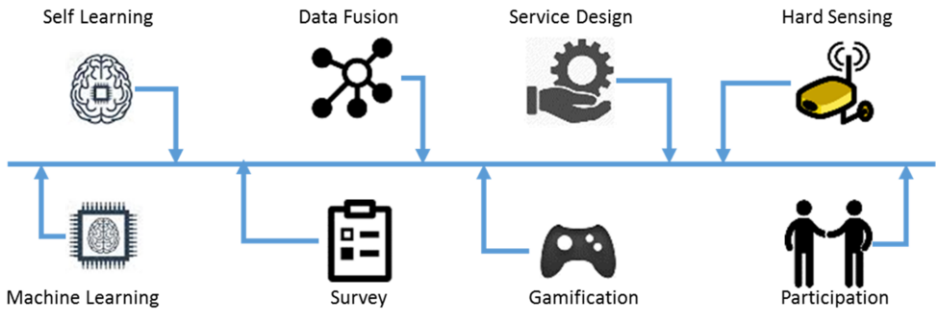 Self Learning
Data Fusion
Service Design
Hard Sensing
Machine Learning
Survey
Gamification
Participation